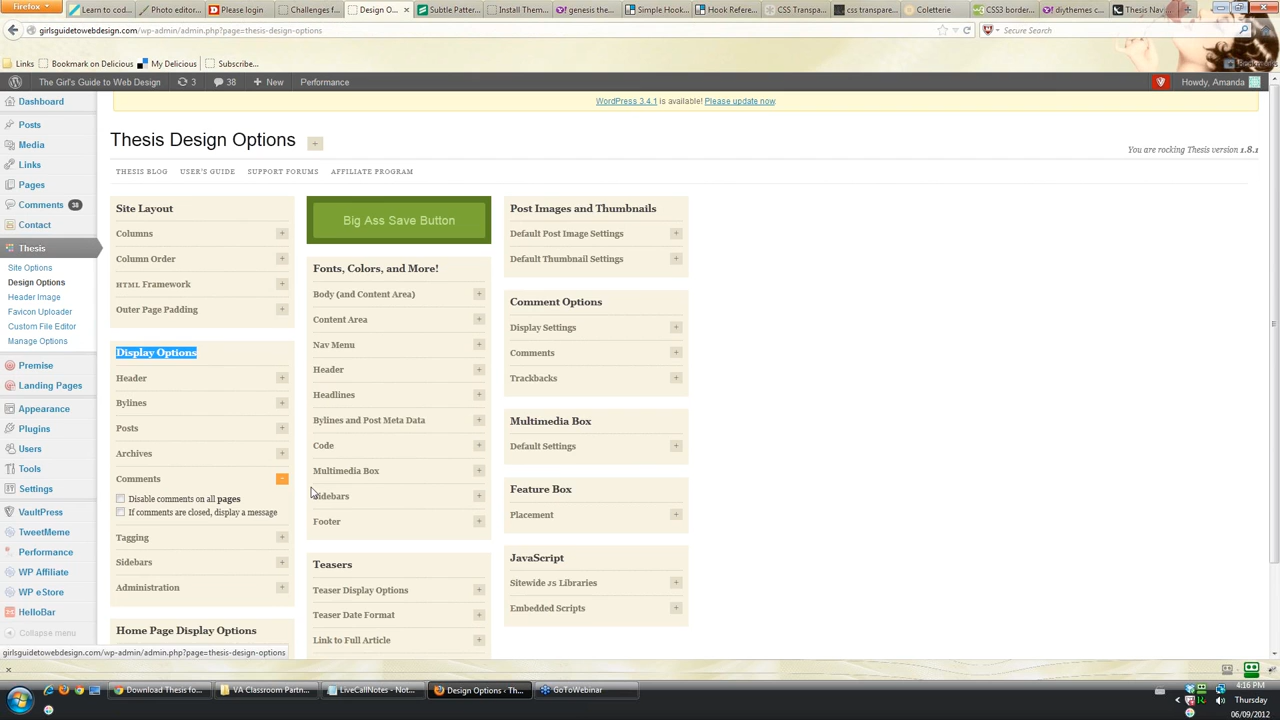 Firefox
Learn to cod...
Photo editor...
Please login
Challenges f...
Design O...
Subtle Patter...
Install Them...
genesis the...
Simple Hook...
Hook Refere...
CSS Transpa...
css transpare...
Coletterie
CSS3 border...
diythemes c...
Thesis Nav...
girlsguidetowebdesign.com/wp-admin/admin.php?page=thesis-design-options
Secure Search
Links
Bookmark on Delicious
My Delicious
Subscribe...
The Girl's Guide to Web Design
3
38
New
Performance
Howdy, Amanda
WordPress 3.4.1 is available! Please update now.
Dashboard
Posts
Media
Links
Pages
Comments 38
Contact
Thesis
Site Options
Design Options
Header Image
Favicon Uploader
Custom File Editor
Manage Options
Premise
Landing Pages
Appearance
Plugins
Users
Tools
Settings
VaultPress
TweetMeme
Performance
WP Affiliate
WP eStore
HelloBar
Collapse menu
Thesis Design Options +
You are rocking Thesis version 1.8.1
THESIS BLOG
USER'S GUIDE
SUPPORT FORUMS
AFFILIATE PROGRAM
Site Layout
Columns +
Column Order +
HTML Framework +
Outer Page Padding +
Display Options
Header +
Bylines +
Posts +
Archives +
Comments -
Disable comments on all pages
If comments are closed, display a message
Tagging +
Sidebars +
Administration +
Home Page Display Options
Big Ass Save Button
Fonts, Colors, and More!
Body (and Content Area) +
Content Area +
Nav Menu +
Header +
Headlines +
Bylines and Post Meta Data +
Code +
Multimedia Box +
Sidebars +
Footer +
Teasers
Teaser Display Options +
Teaser Date Format +
Link to Full Article +
Post Images and Thumbnails
Default Post Image Settings +
Default Thumbnail Settings +
Comment Options
Display Settings +
Comments +
Trackbacks +
Multimedia Box
Default Settings +
Feature Box
Placement +
JavaScript
Sitewide JS Libraries +
Embedded Scripts +
girlsguidetowebdesign.com/wp-admin/admin.php?page=thesis-design-options
Download Thesis fo...
VA Classroom Partn...
LiveCallNotes - Not...
Design Options ‹ Th...
GoToWebinar
4:16 PM
Thursday
06/09/2012